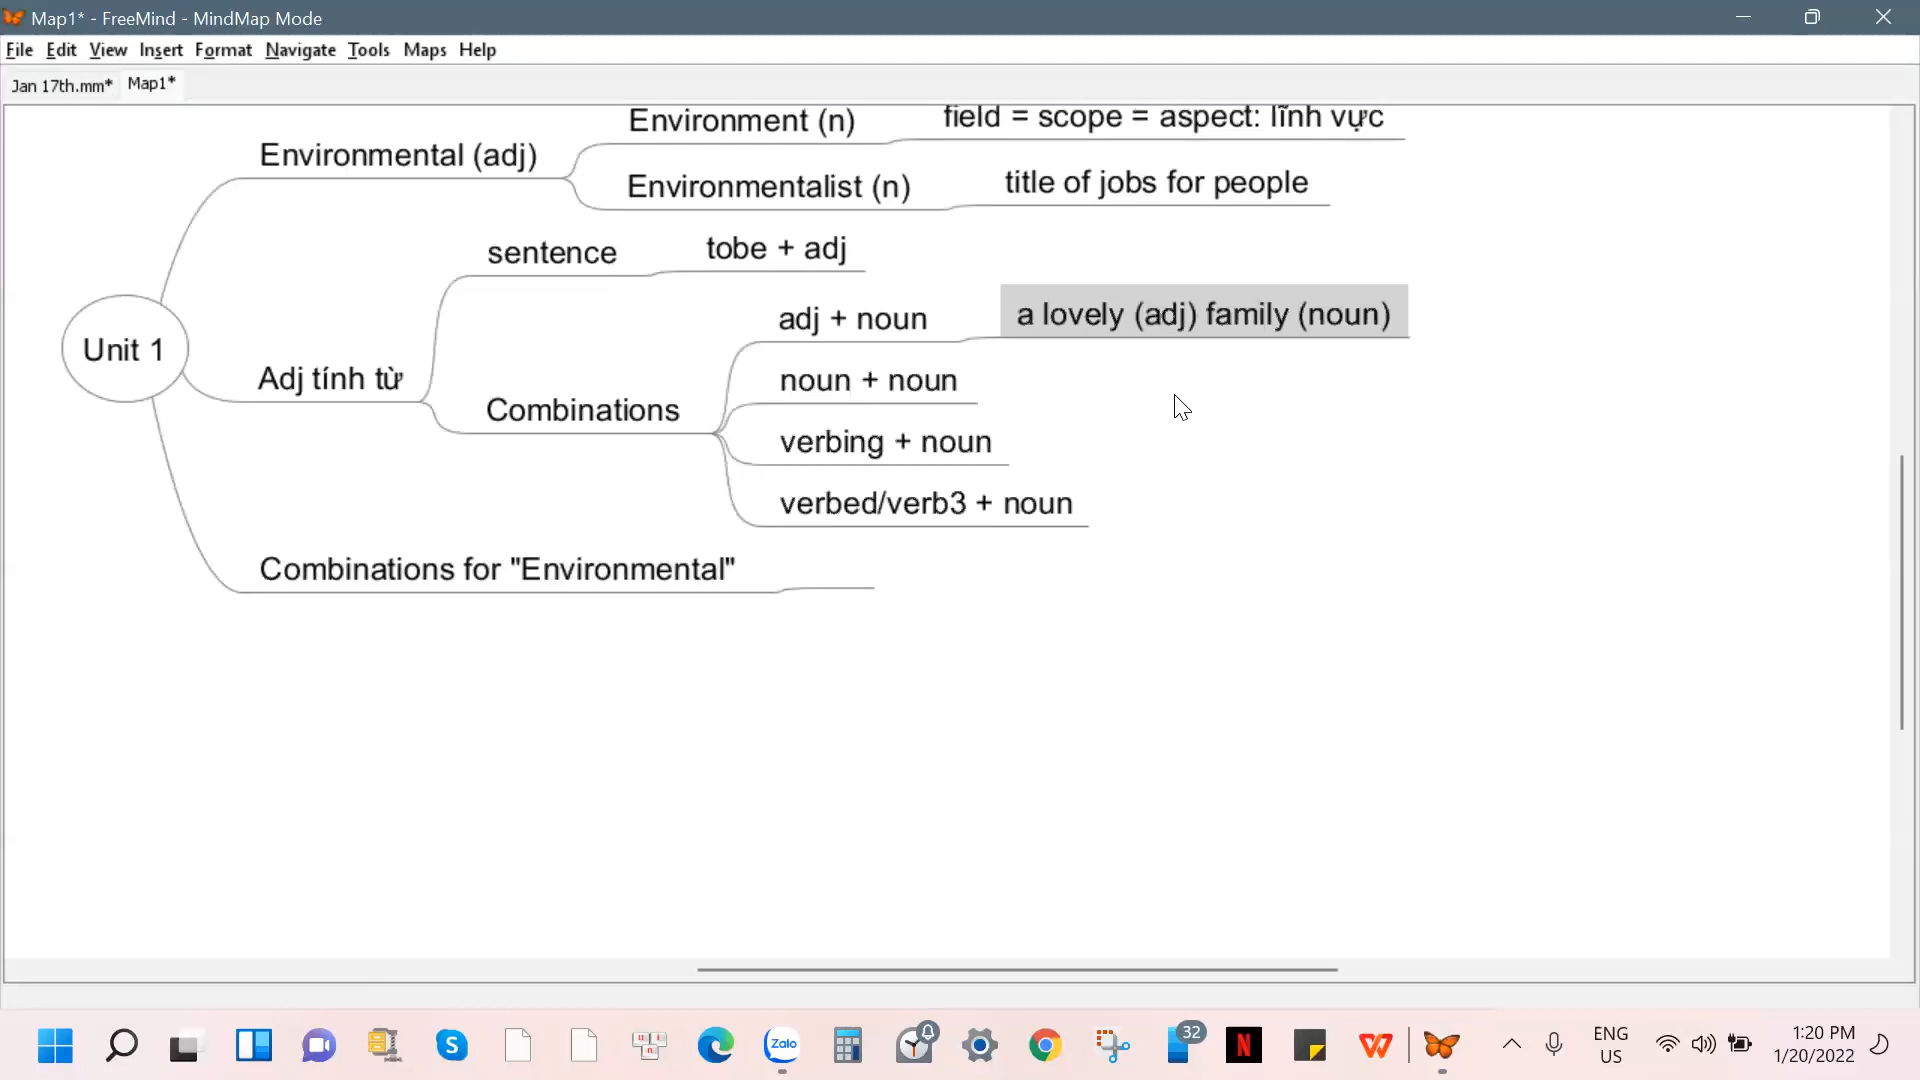 Map1* - FreeMind - MindMap Mode
File Edit View Insert Format Navigate Tools Maps Help
Jan 17th.mm* Map1*
Environmental (adj)
Environment (n)
field = scope = aspect: lĩnh vực
Environmentalist (n)
title of jobs for people
Unit 1
Adj tính từ
sentence
tobe + adj
Combinations
adj + noun
a lovely (adj) family (noun)
noun + noun
verbing + noun
verbed/verb3 + noun
Combinations for "Environmental"
S
Zalo
32
N
W
ENG
US
1:20 PM
1/20/2022